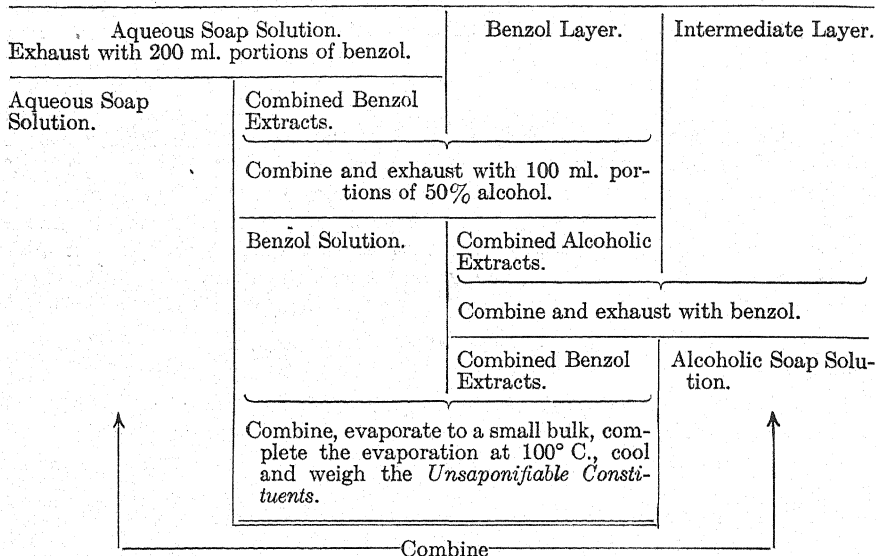 Aqueous Soap Solution.
Exhaust with 200 ml. portions of benzol.
Benzol Layer.
Intermediate Layer.
Aqueous Soap
Solution.
Combined Benzol
Extracts.
Combine and exhaust with 100 ml. por-
tions of 50% alcohol.
Benzol Solution.
Combined Alcoholic
Extracts.
Combine and exhaust with benzol.
Combined Benzol
Extracts.
Alcoholic Soap Solu-
tion.
Combine, evaporate to a small bulk, com-
plete the evaporation at 100° C., cool
and weigh the Unsaponifiable Consti-
tuents.
Combine